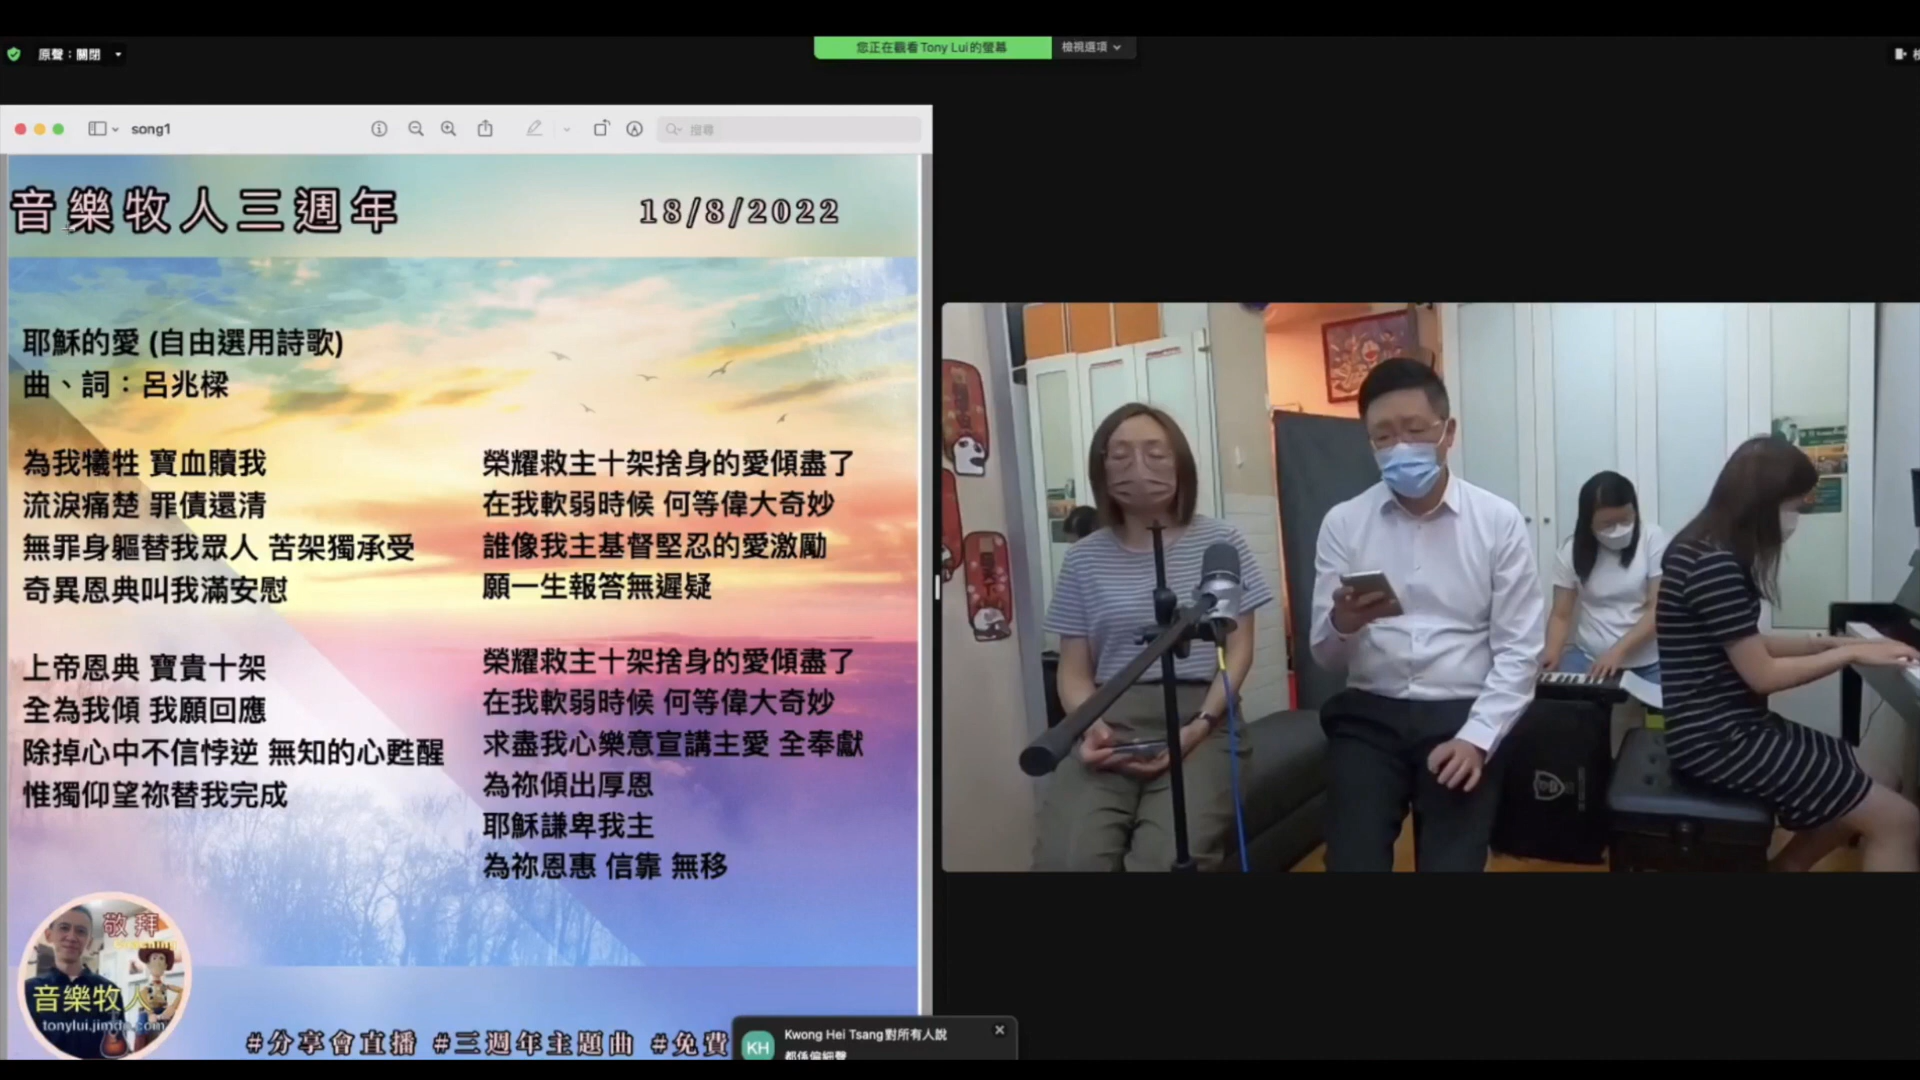 原聲：關閉
您正在觀看Tony Lui的螢幕
檢視選項
song1
搜尋
音樂牧人三週年
18/8/2022
耶穌的愛 (自由選用詩歌)
曲、詞：呂兆樑
為我犧牲 寶血贖我
流淚痛楚 罪債還清
無罪身軀替我眾人 苦架獨承受
奇異恩典叫我滿安慰
上帝恩典 寶貴十架
全為我傾 我願回應
除掉心中不信悖逆 無知的心甦醒
惟獨仰望祢替我完成
榮耀救主十架捨身的愛傾盡了
在我軟弱時候 何等偉大奇妙
誰像我主基督堅忍的愛激勵
願一生報答無遲疑
榮耀救主十架捨身的愛傾盡了
在我軟弱時候 何等偉大奇妙
求盡我心樂意宣講主愛 全奉獻
為祢傾出厚恩
耶穌謙卑我主
為祢恩惠 信靠 無移
敬拜
音樂牧人
tonylui.jimdo.com
#分享會直播 #三週年主題曲 #免費
KH
Kwong Hei Tsang對所有人說
都係偏細聲